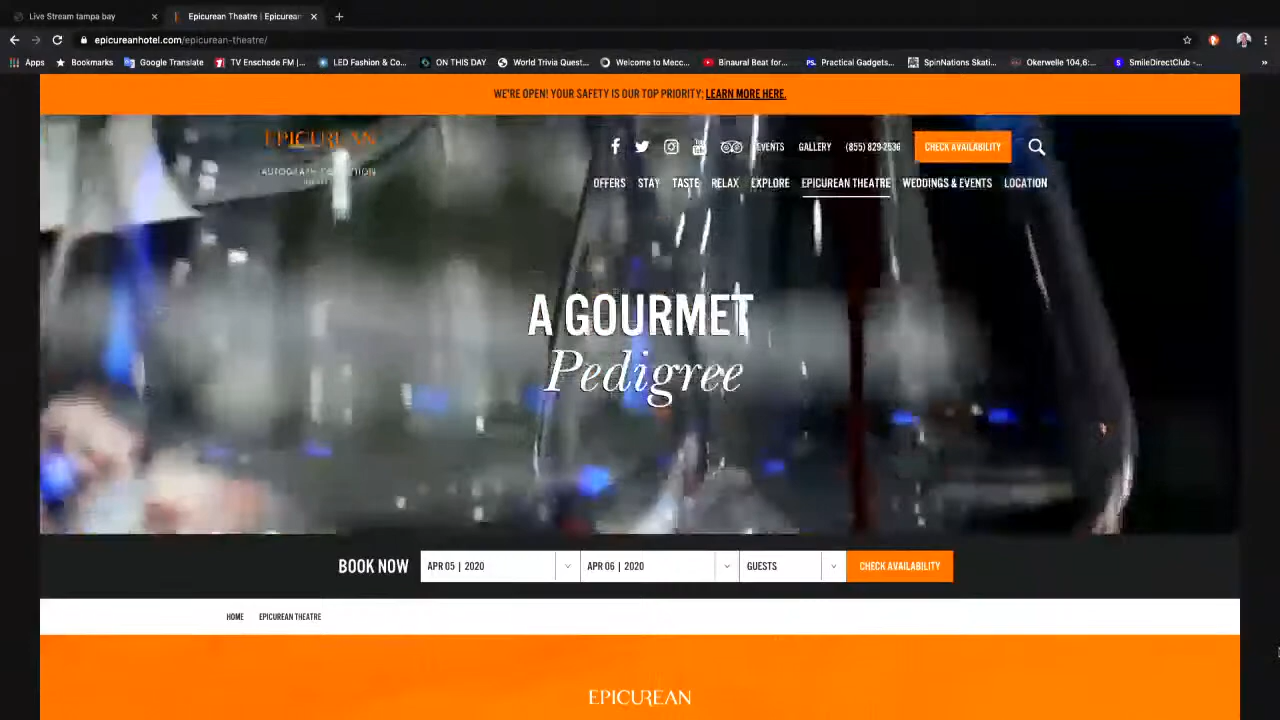 Live Stream tampa bay
Epicurean Theatre | Epicurean
epicureanhotel.com/epicurean-theatre/
Apps Bookmarks Google Translate TV Enschede FM |... LED Fashion & Co... ON THIS DAY World Trivia Quest... Welcome to Mecc... Binaural Beat for... Practical Gadgets... SpinNations Skati... Okerwelle 104,6:... SmileDirectClub -...
WE'RE OPEN! YOUR SAFETY IS OUR TOP PRIORITY; LEARN MORE HERE.
EPICUREAN
AUTOGRAPH COLLECTION
EVENTS GALLERY (855) 829-2536 CHECK AVAILABILITY
OFFERS STAY TASTE RELAX EXPLORE EPICUREAN THEATRE WEDDINGS & EVENTS LOCATION
A GOURMET
Pedigree
BOOK NOW APR 05 | 2020 APR 06 | 2020 GUESTS CHECK AVAILABILITY
HOME EPICUREAN THEATRE
EPICUREAN